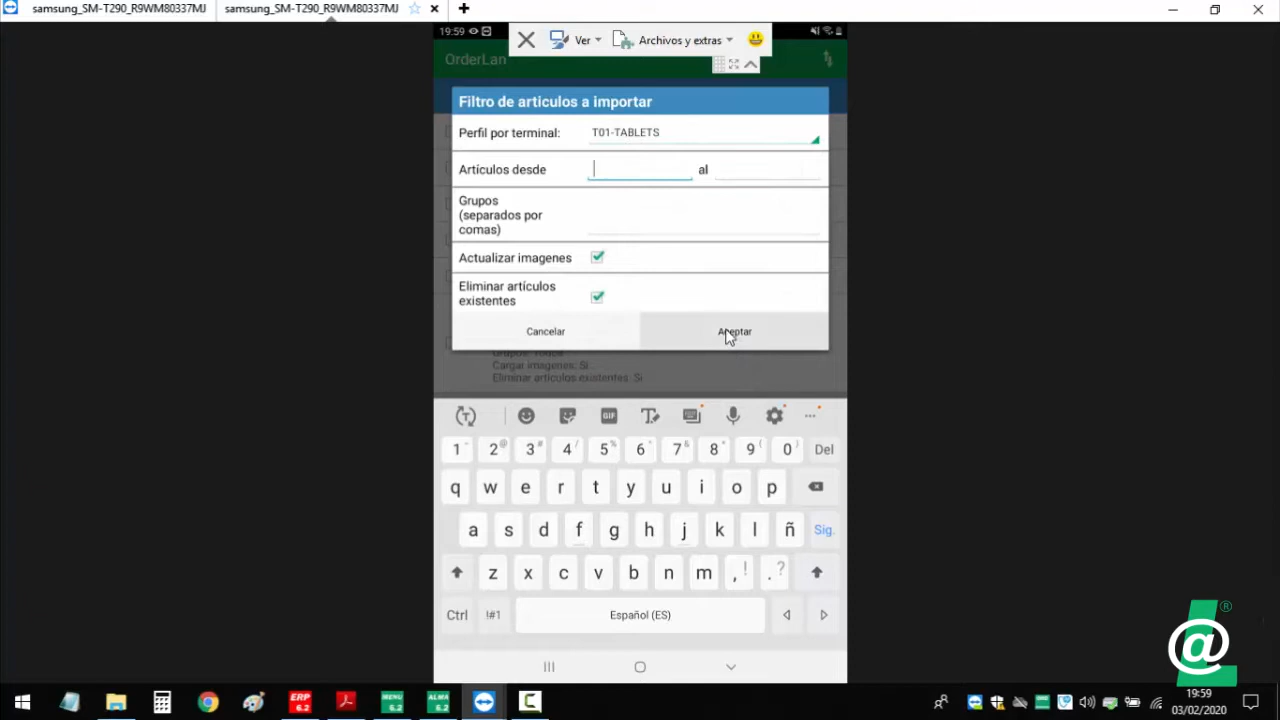 samsung_SM-T290_R9WM80337MJ
samsung_SM-T290_R9WM80337MJ
19:59
Ver
Archivos y extras
OrderLan
Filtro de articulos a importar
Perfil por terminal:
T01-TABLETS
Artículos desde
al
Grupos
(separados por
comas)
Actualizar imagenes
Eliminar artículos
existentes
Cancelar
Aceptar
Cargar imagenes: Si
Eliminar articulos existentes Si
GIF
1 2 @ 3 # 4 / 5 % 6 ^ 7 & 8 * 9 ( 0 ) Del
q w e r t y u i o p
a s d f g h j k l ñ Sig.
z x c v b n m , ! . ?
Ctrl !#1 Español (ES)
L@®
ERP
6.2
MENU
6.2
ALMA
6.2
19:59
03/02/2020